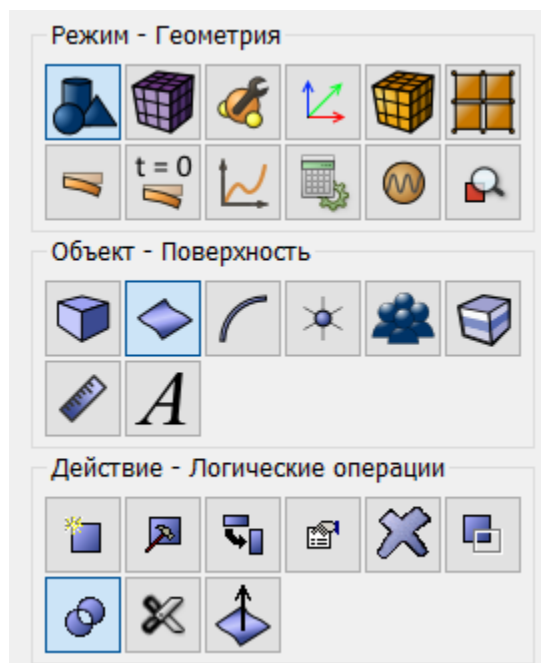 Режим - Геометрия
t = 0
Объект - Поверхность
A
Действие - Логические операции